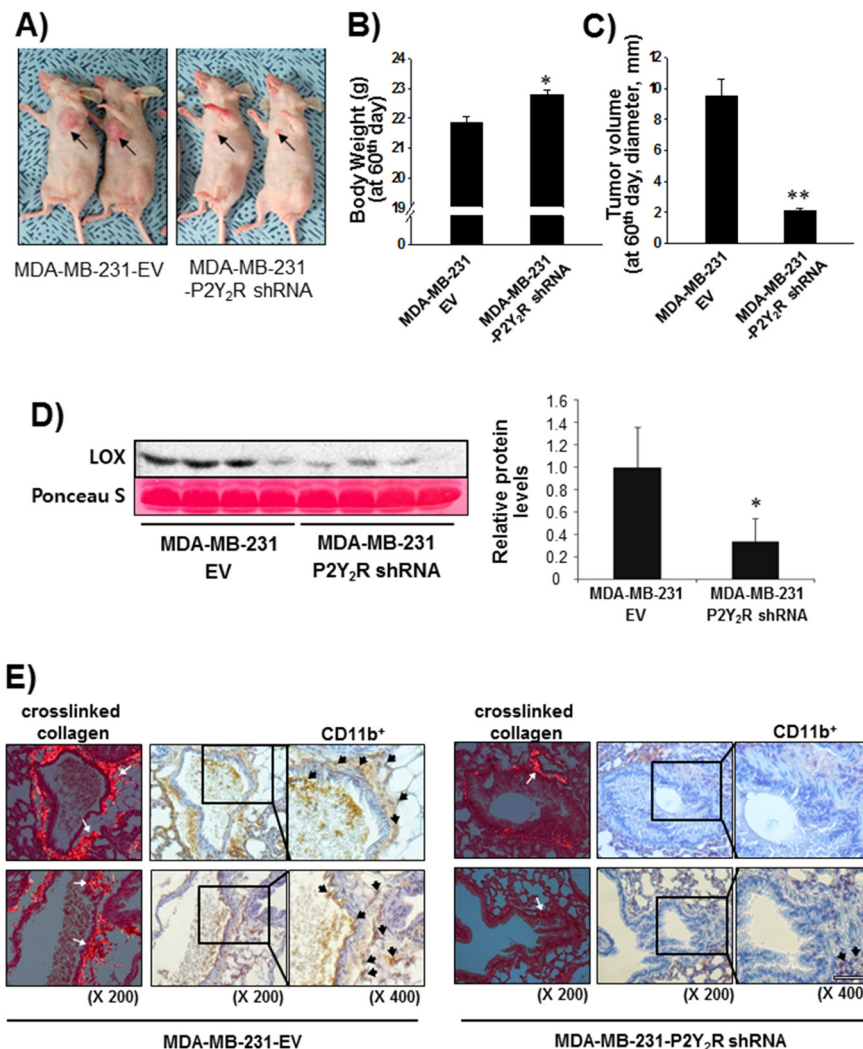 A)
MDA-MB-231-EV
MDA-MB-231
-P2Y₂R shRNA
B)
Body Weight (g)
(at 60th day)
24
23
22
21
19
0
*
MDA-MB-231
EV
MDA-MB-231
-P2Y₂R shRNA
C)
Tumor volume
(at 60th day, diameter, mm)
12
10
8
6
4
2
0
**
MDA-MB-231
EV
MDA-MB-231
-P2Y₂R shRNA
D)
LOX
Ponceau S
MDA-MB-231
EV
MDA-MB-231
P2Y₂R shRNA
Relative protein
levels
1.6
1.4
1.2
1.0
0.8
0.6
0.4
0.2
0
*
MDA-MB-231
EV
MDA-MB-231
P2Y₂R shRNA
E)
crosslinked
collagen
CD11b⁺
(X 200)
(X 200)
(X 400)
MDA-MB-231-EV
crosslinked
collagen
CD11b⁺
(X 200)
(X 200)
(X 400)
MDA-MB-231-P2Y₂R shRNA